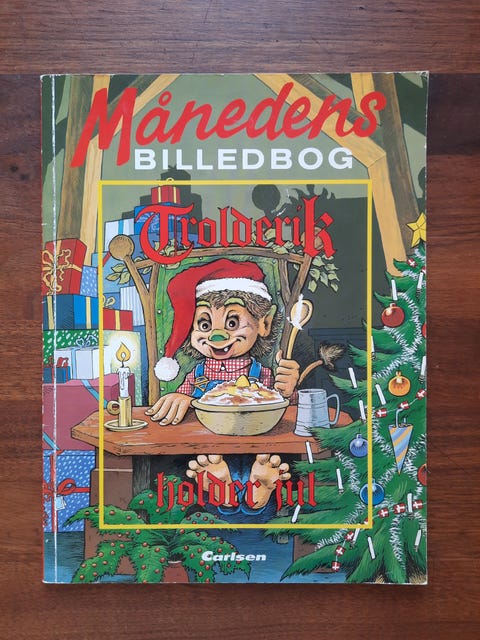 Månedens
BILLEDBOG
Trolderik
holder jul
Carlsen